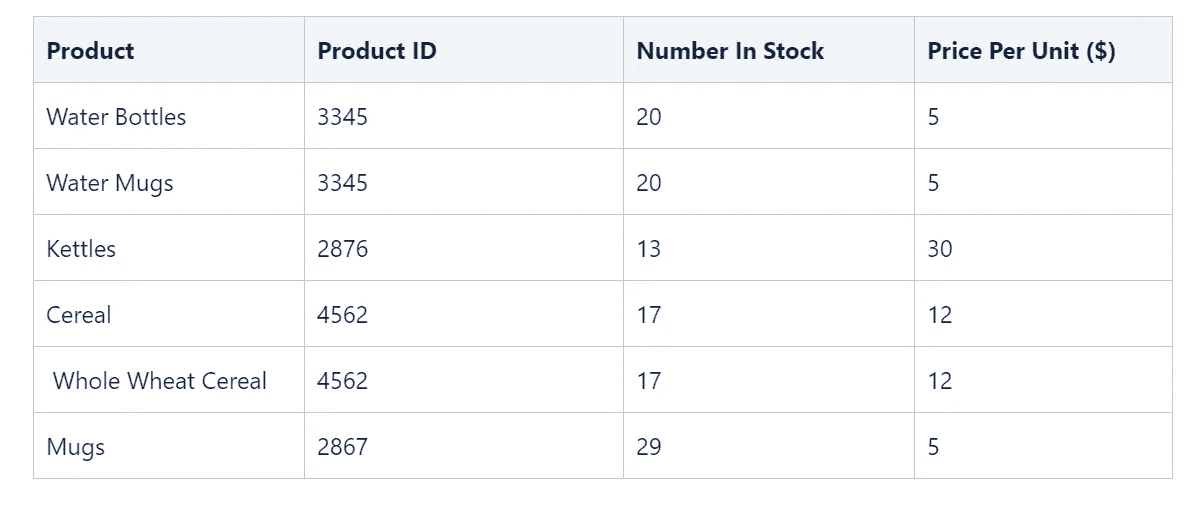 Product Product ID Number In Stock Price Per Unit ($)
Water Bottles 3345 20 5
Water Mugs 3345 20 5
Kettles 2876 13 30
Cereal 4562 17 12
Whole Wheat Cereal 4562 17 12
Mugs 2867 29 5